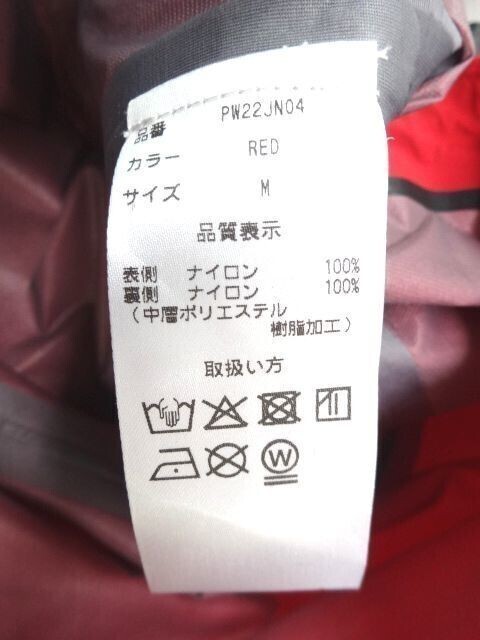 品番 PW22JN04
カラー RED
サイズ M
品質表示
表側 ナイロン 100%
裏側 ナイロン 100%
(中層ポリエステル
樹脂加工)
取扱い方
W